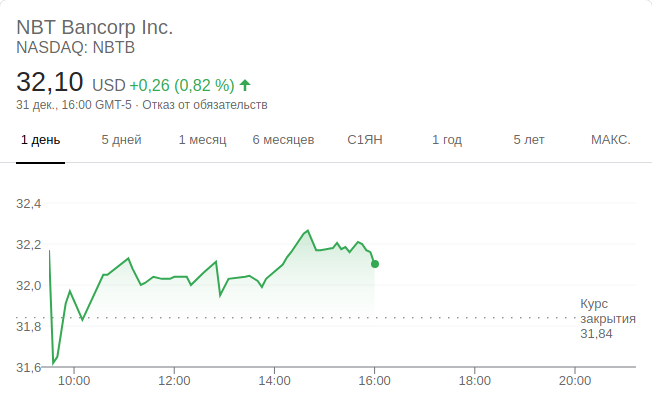 NBT Bancorp Inc.
NASDAQ: NBTB
32,10 USD +0,26 (0,82 %)
31 дек., 16:00 GMT-5 · Отказ от обязательств
1 день 5 дней 1 месяц 6 месяцев С1ЯН 1 год 5 лет МАКС.
32,4
32,2
32,0
31,8
31,6
Курс
закрытия
31,84
10:00 12:00 14:00 16:00 18:00 20:00